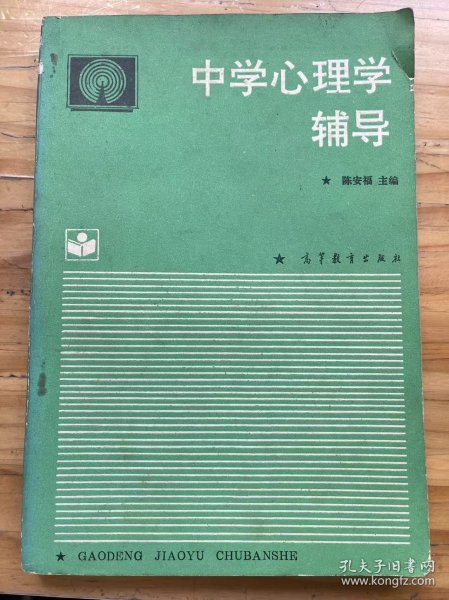 中学心理学
辅导
★ 陈安福 主编
★ 高等教育出版社
★ GAODENG JIAOYU CHUBANSHE
孔夫子旧书网
www.kongfz.com